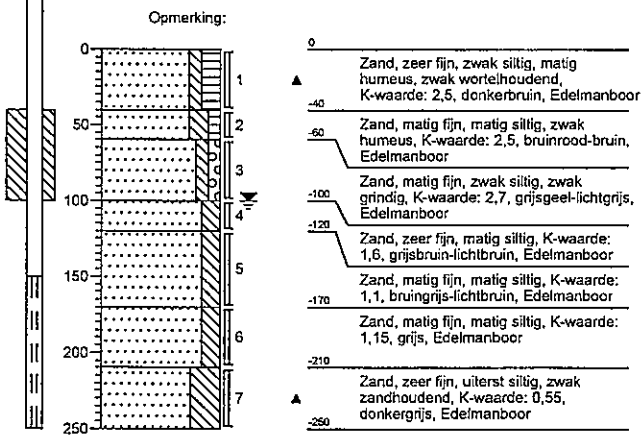 Opmerking:
0
50
100
150
200
250
1
2
3
4
5
6
7
0
Zand, zeer fijn, zwak siltig, matig
humeus, zwak wortelhoudend,
K-waarde: 2,5, donkerbruin, Edelmanboor
-40
Zand, matig fijn, matig siltig, zwak
humeus, K-waarde: 2,5, bruinrood-bruin,
Edelmanboor
-60
Zand, matig fijn, zwak siltig, zwak
grindig, K-waarde: 2,7, grijsgeel-lichtgrijs,
Edelmanboor
-100
-120
Zand, zeer fijn, matig siltig, K-waarde:
1,6, grijsbruin-lichtbruin, Edelmanboor
Zand, matig fijn, matig siltig, K-waarde:
1,1, bruingrijs-lichtbruin, Edelmanboor
-170
Zand, matig fijn, matig siltig, K-waarde:
1,15, grijs, Edelmanboor
-210
Zand, zeer fijn, uiterst siltig, zwak
zandhoudend, K-waarde: 0,55,
donkergrijs, Edelmanboor
-250